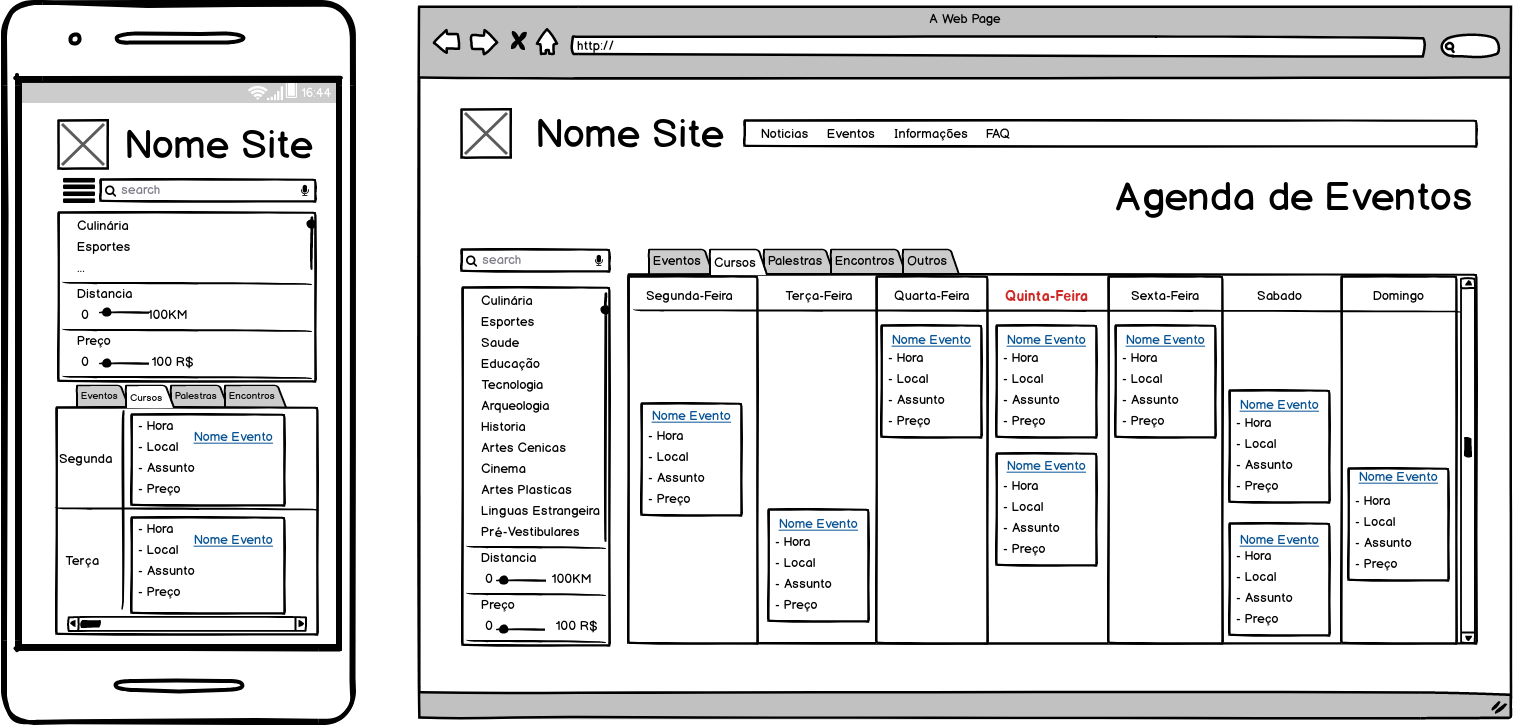 16:44
Nome Site
search
Culinária
Esportes
...
Distancia
0 100KM
Preço
0 100 R$
Eventos Cursos Palestras Encontros
Segunda
- Hora
Nome Evento
- Local
- Assunto
- Preço
Terça
- Hora
Nome Evento
- Local
- Assunto
- Preço
A Web Page
http://
Nome Site
Noticias Eventos Informações FAQ
Agenda de Eventos
search
Culinária
Esportes
Saude
Educação
Tecnologia
Arqueologia
Historia
Artes Cenicas
Cinema
Artes Plasticas
Linguas Estrangeira
Pré-Vestibulares
Distancia
0 100KM
Preço
0 100 R$
Eventos Cursos Palestras Encontros Outros
Segunda-Feira Terça-Feira Quarta-Feira Quinta-Feira Sexta-Feira Sabado Domingo
Nome Evento
- Hora
- Local
- Assunto
- Preço
Nome Evento
- Hora
- Local
- Assunto
- Preço
Nome Evento
- Hora
- Local
- Assunto
- Preço
Nome Evento
- Hora
- Local
- Assunto
- Preço
Nome Evento
- Hora
- Local
- Assunto
- Preço
Nome Evento
- Hora
- Local
- Assunto
- Preço
Nome Evento
- Hora
- Local
- Assunto
- Preço
Nome Evento
- Hora
- Local
- Assunto
- Preço
Nome Evento
- Hora
- Local
- Assunto
- Preço